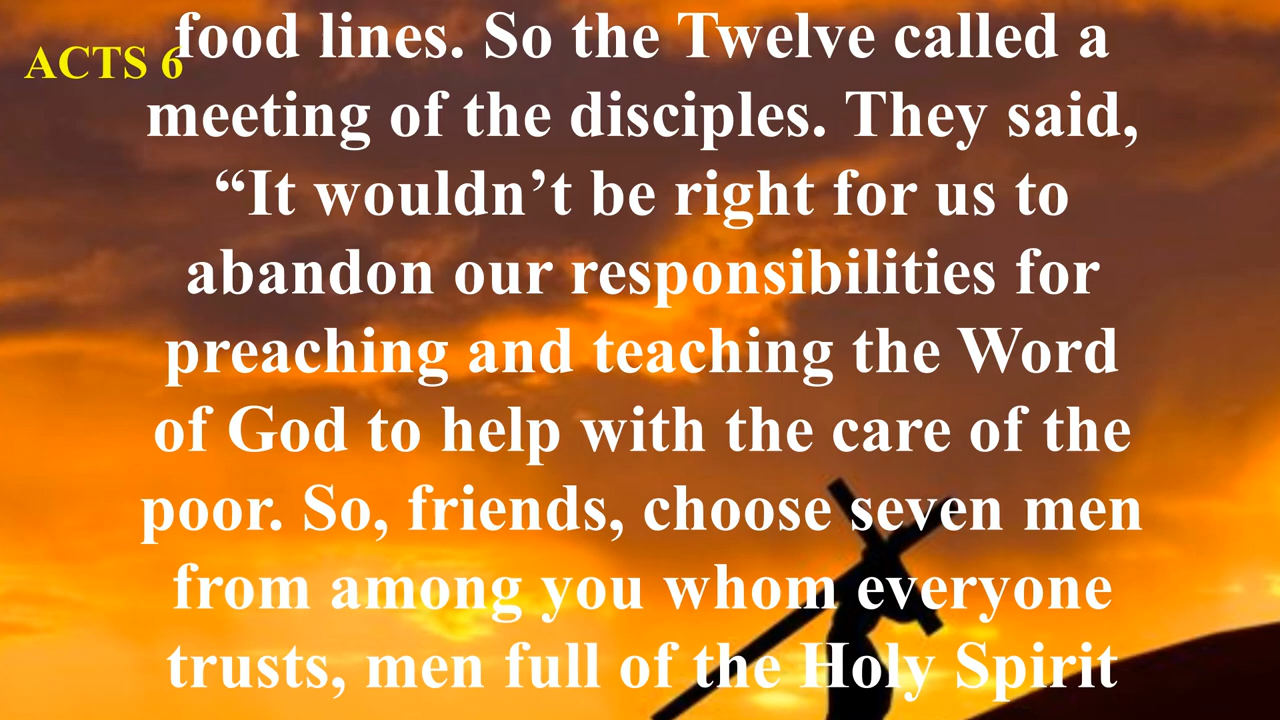 ACTS 6
food lines. So the Twelve called a
meeting of the disciples. They said,
“It wouldn’t be right for us to
abandon our responsibilities for
preaching and teaching the Word
of God to help with the care of the
poor. So, friends, choose seven men
from among you whom everyone
trusts, men full of the Holy Spirit